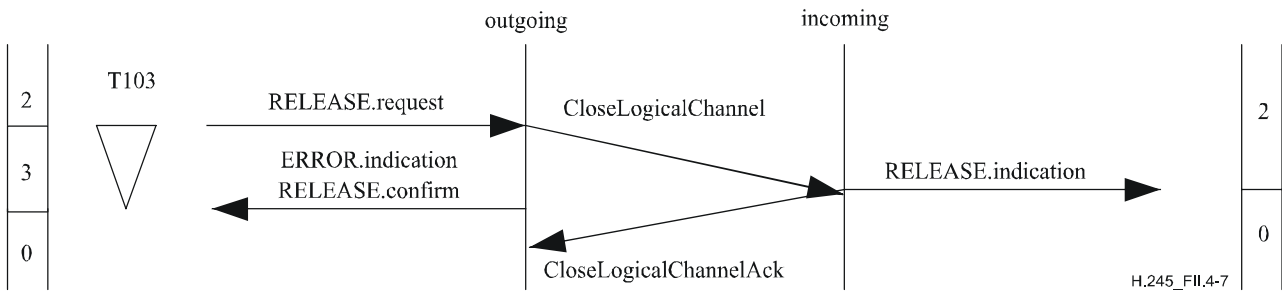 outgoing
incoming
T103
2
RELEASE.request
CloseLogicalChannel
2
ERROR.indication
3
RELEASE.confirm
RELEASE.indication
0
CloseLogicalChannelAck
0
H.245_FII.4-7